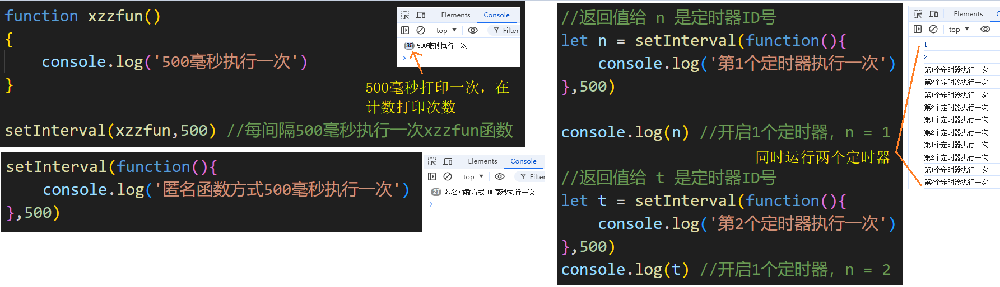 function xzzfun()
{
    console.log('500毫秒执行一次')
}
setInterval(xzzfun,500) //每间隔500毫秒执行一次xzzfun函数
Elements Console
top ▼ Filter
85 500毫秒执行一次
>
500毫秒打印一次，在
计数打印次数
setInterval(function(){
    console.log('匿名函数方式500毫秒执行一次')
},500)
Elements Console
top ▼ Filter
27 匿名函数方式500毫秒执行一次
>
//返回值给 n 是定时器ID号
let n = setInterval(function(){
    console.log('第1个定时器执行一次')
},500)
console.log(n) //开启1个定时器, n = 1
同时运行两个定时器
//返回值给 t 是定时器ID号
let t = setInterval(function(){
    console.log('第2个定时器执行一次')
},500)
console.log(t) //开启1个定时器, n = 2
Elements
top ▼
1
2
第1个定时器执行一次
第2个定时器执行一次
第1个定时器执行一次
第2个定时器执行一次
第1个定时器执行一次
第2个定时器执行一次
第1个定时器执行一次
第2个定时器执行一次
第1个定时器执行一次
第2个定时器执行一次